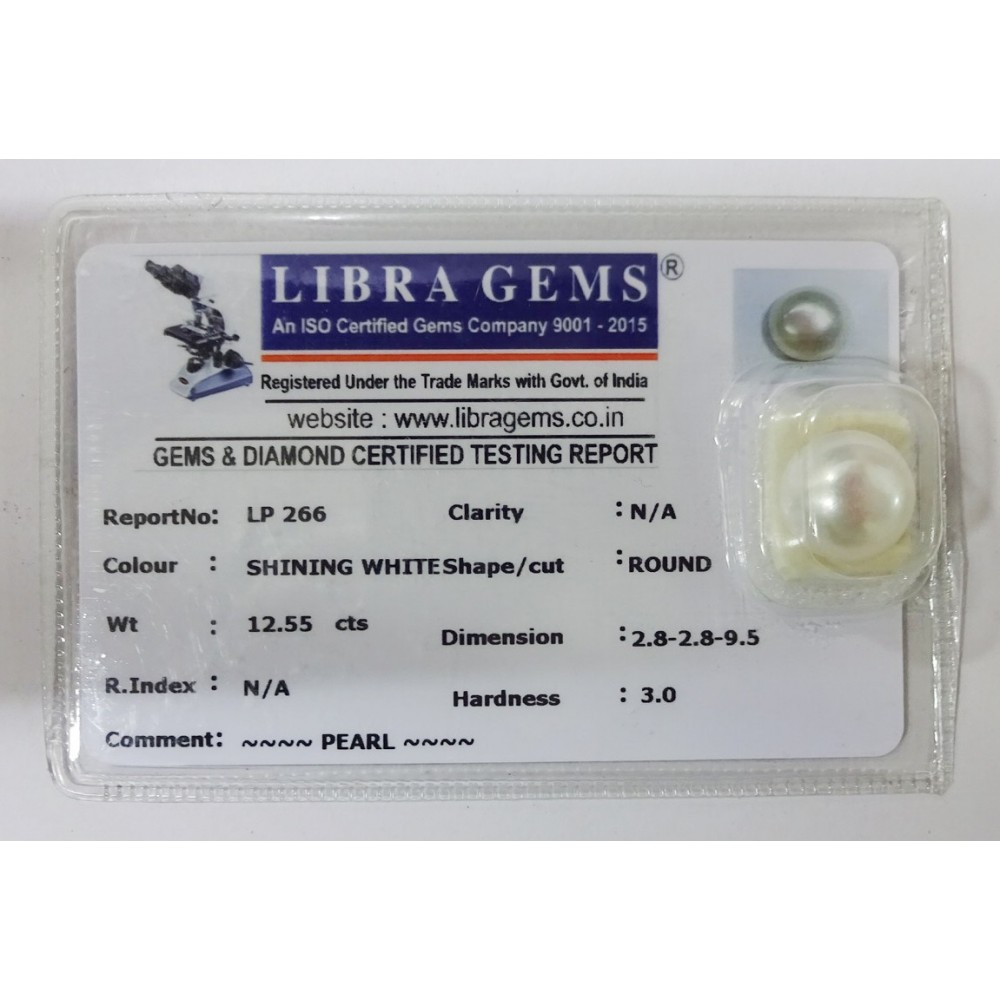 LIBRA GEMS®
An ISO Certified Gems Company 9001 - 2015
Registered Under the Trade Marks with Govt. of India
website : www.libragems.co.in
GEMS & DIAMOND CERTIFIED TESTING REPORT
ReportNo: LP 266 Clarity : N/A
Colour : SHINING WHITE Shape/cut : ROUND
Wt : 12.55 cts Dimension : 2.8-2.8-9.5
R.Index : N/A Hardness : 3.0
Comment: ~~~~ PEARL ~~~~